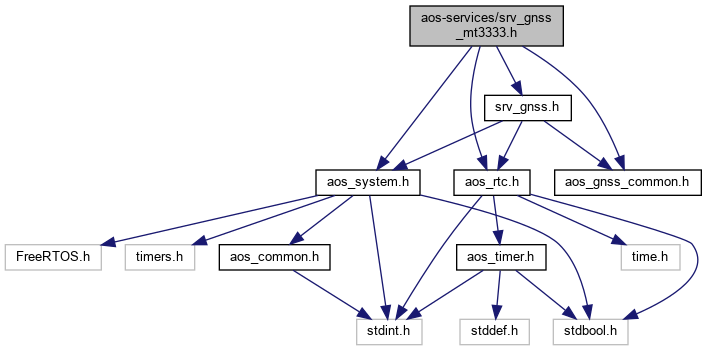 aos-services/srv_gnss
_mt3333.h
srv_gnss.h
aos_system.h
aos_rtc.h
aos_gnss_common.h
FreeRTOS.h
timers.h
aos_common.h
aos_timer.h
time.h
stdint.h
stddef.h
stdbool.h